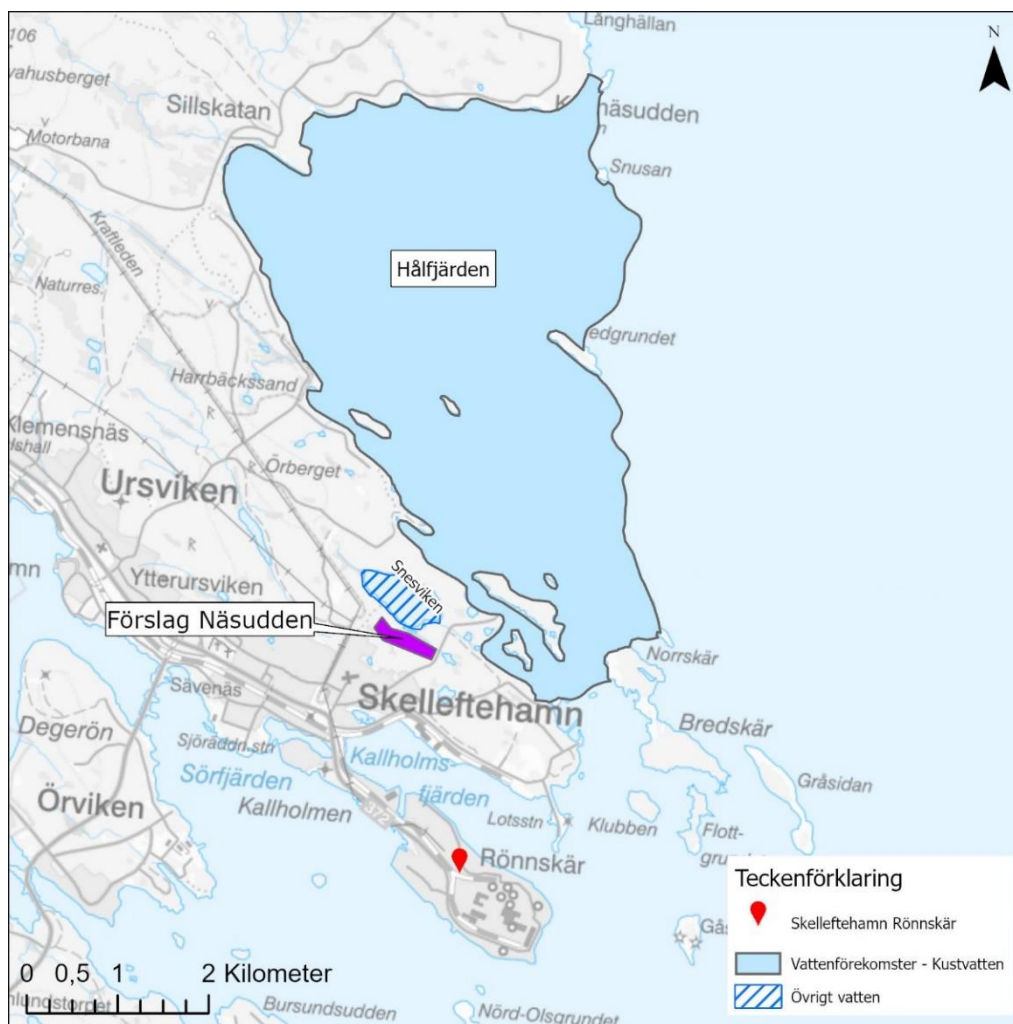 Långhällan
N
106
vahusberget
Sillskatan
näsudden
Motorbana
Snusan
Kraftleden
Hålfjärden
Naturres.
edgrundet
Harrbäckssand
Klemensnäs
dshall
Örberget
Ursviken
Snesviken
mn
Ytterursviken
Förslag Näsudden
Norrskär
Sävenäs
Skelleftehamn
Bredskär
Degerön
Sjöräddn.stn
Kallholms-
Gråsidan
Sörfjärden
fjärden
Örviken
Kallholmen
372
Lotsstn
Klubben
Flott-
Rönnskär
Teckenförklaring
Skelleftehamn Rönnskär
0 0,5 1 2 Kilometer
Vattenförekomster - Kustvatten
Övrigt vatten
Bursundsudden
Nörd-Olsgrundet